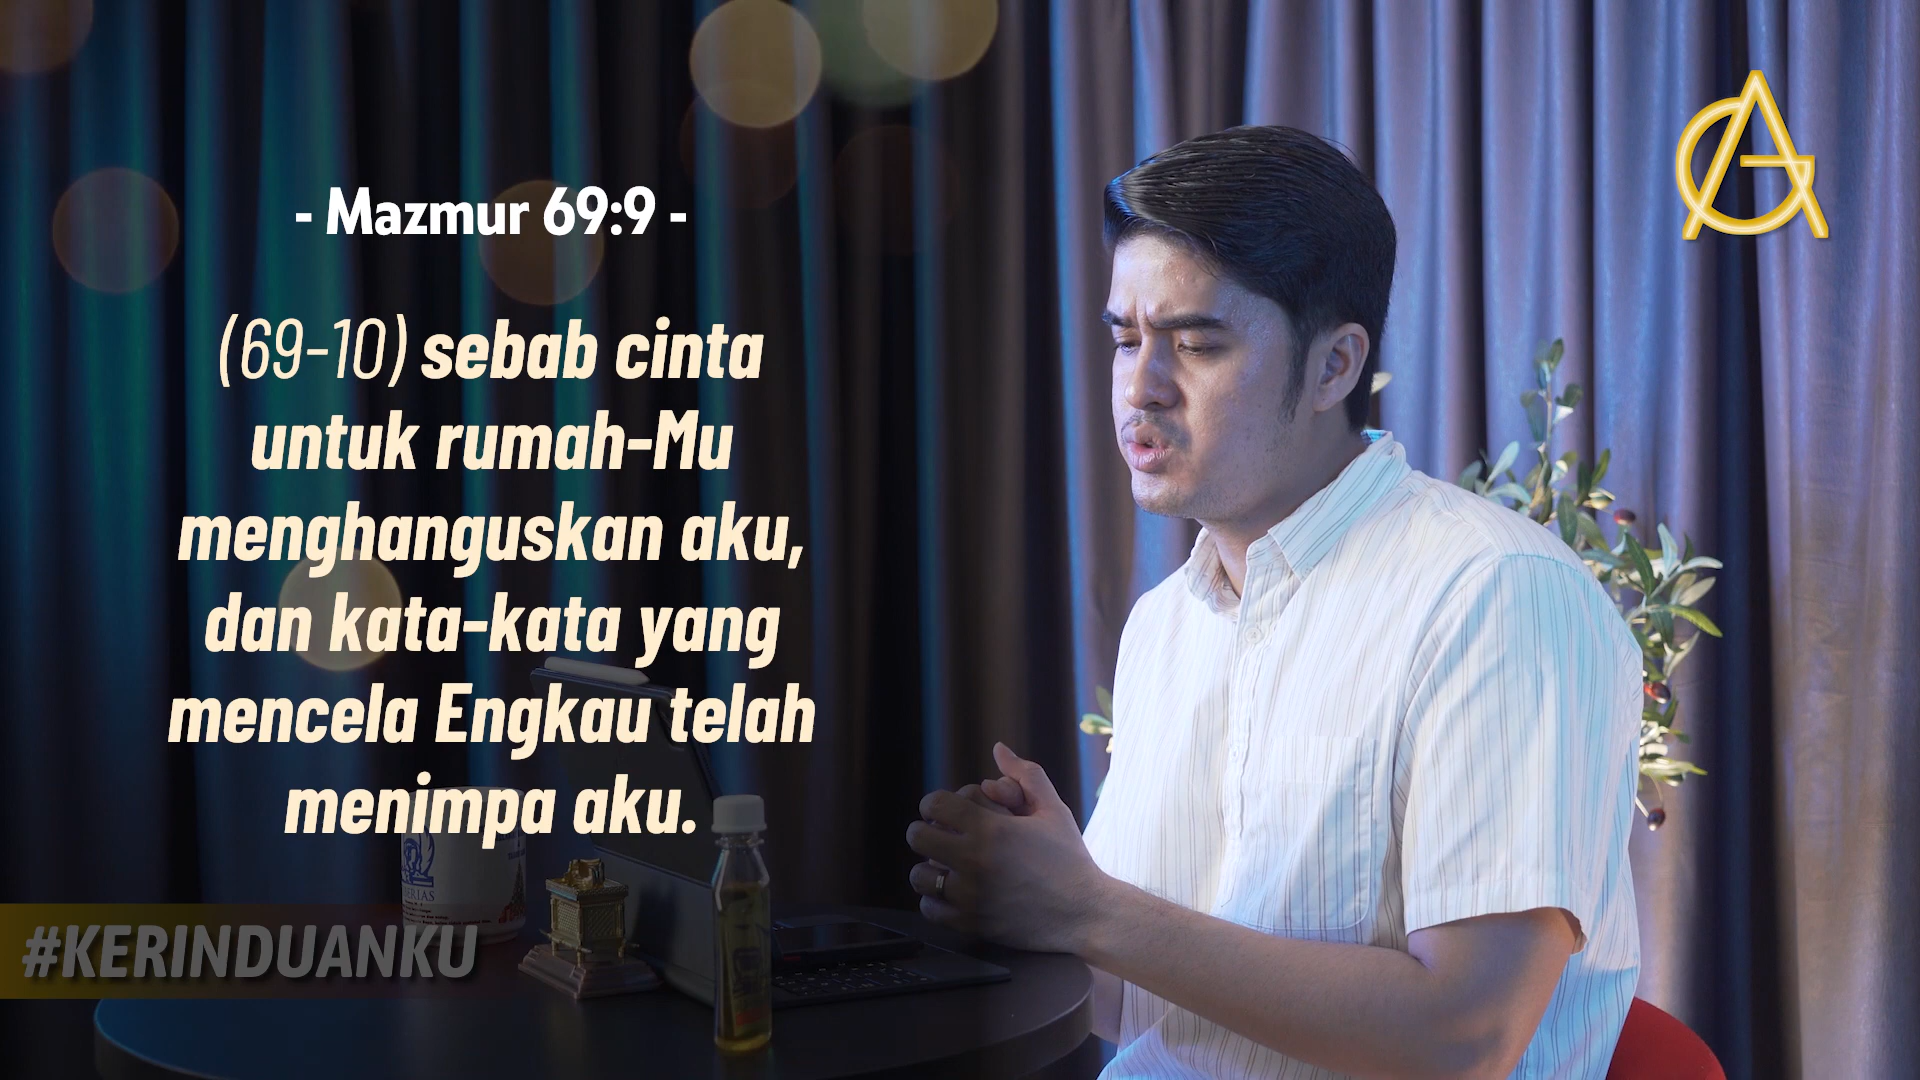 - Mazmur 69:9 -
(69-10) sebab cinta
untuk rumah-Mu
menghanguskan aku,
dan kata-kata yang
mencela Engkau telah
menimpa aku.
#KERINDUANKU